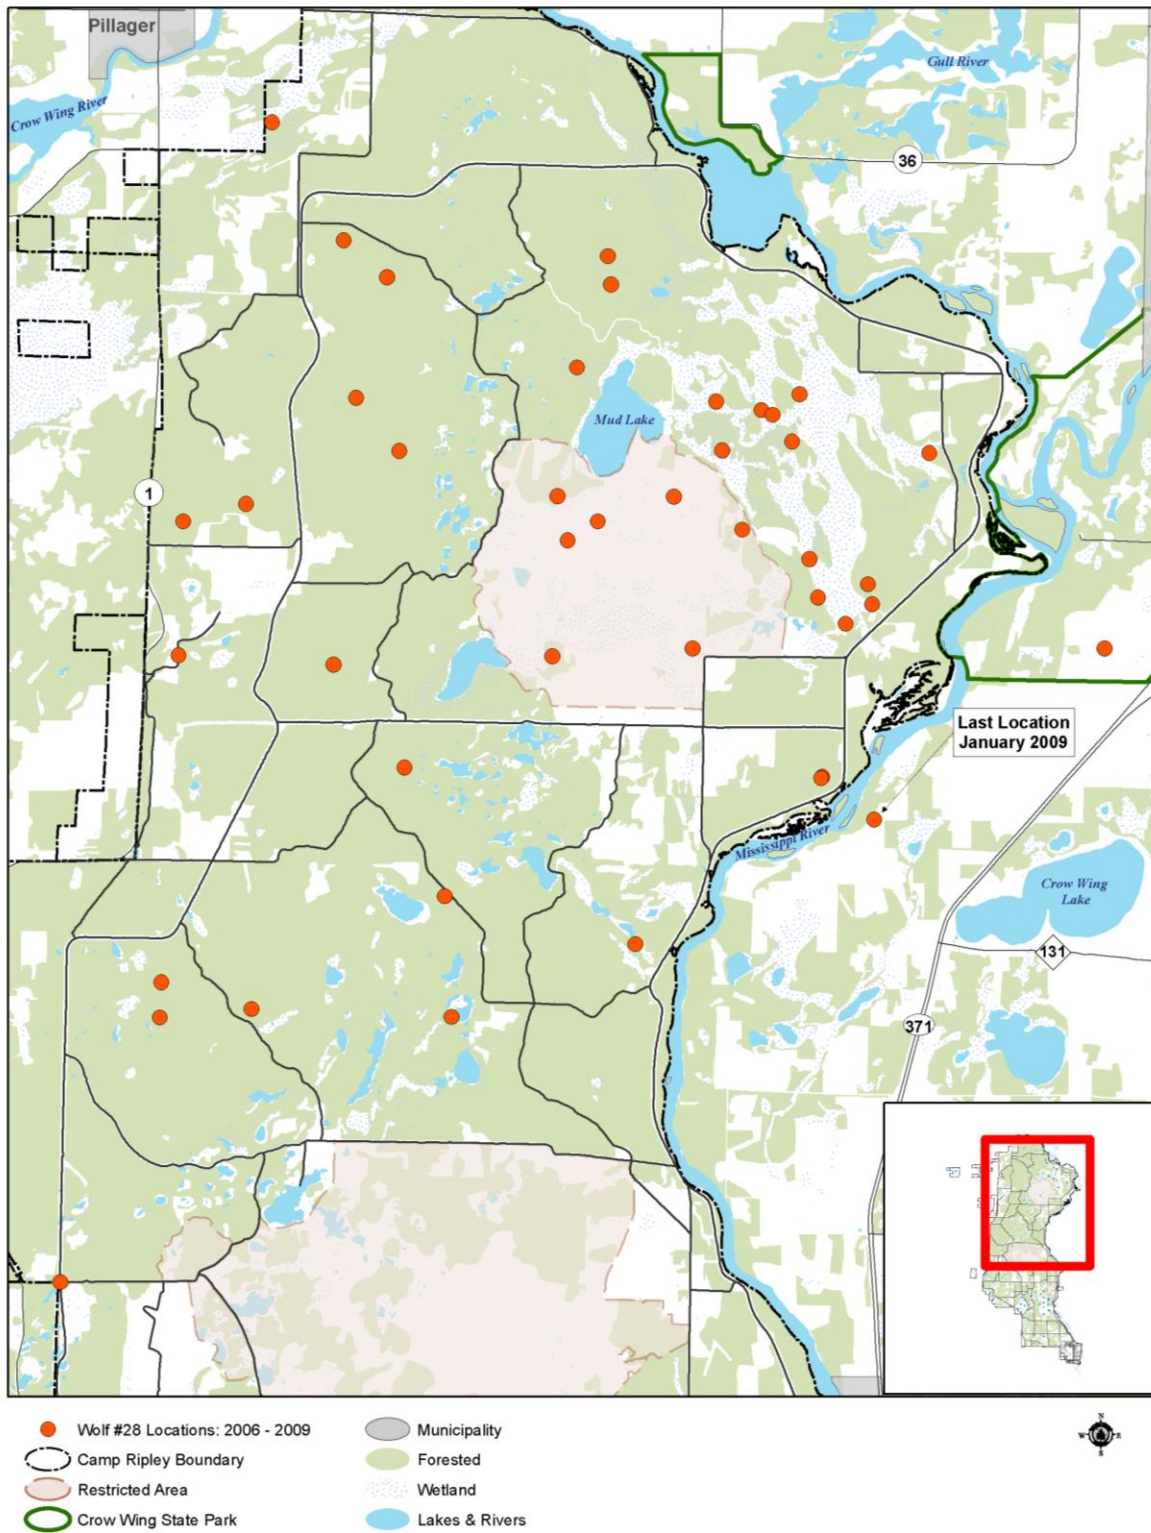 Pillager
Gull River
Crow Wing River
36
Mud Lake
1
Last Location
January 2009
Mississippi River
Crow Wing
Lake
131
371
Wolf #28 Locations: 2006 - 2009
Camp Ripley Boundary
Restricted Area
Crow Wing State Park
Municipality
Forested
Wetland
Lakes & Rivers
N
W E
S